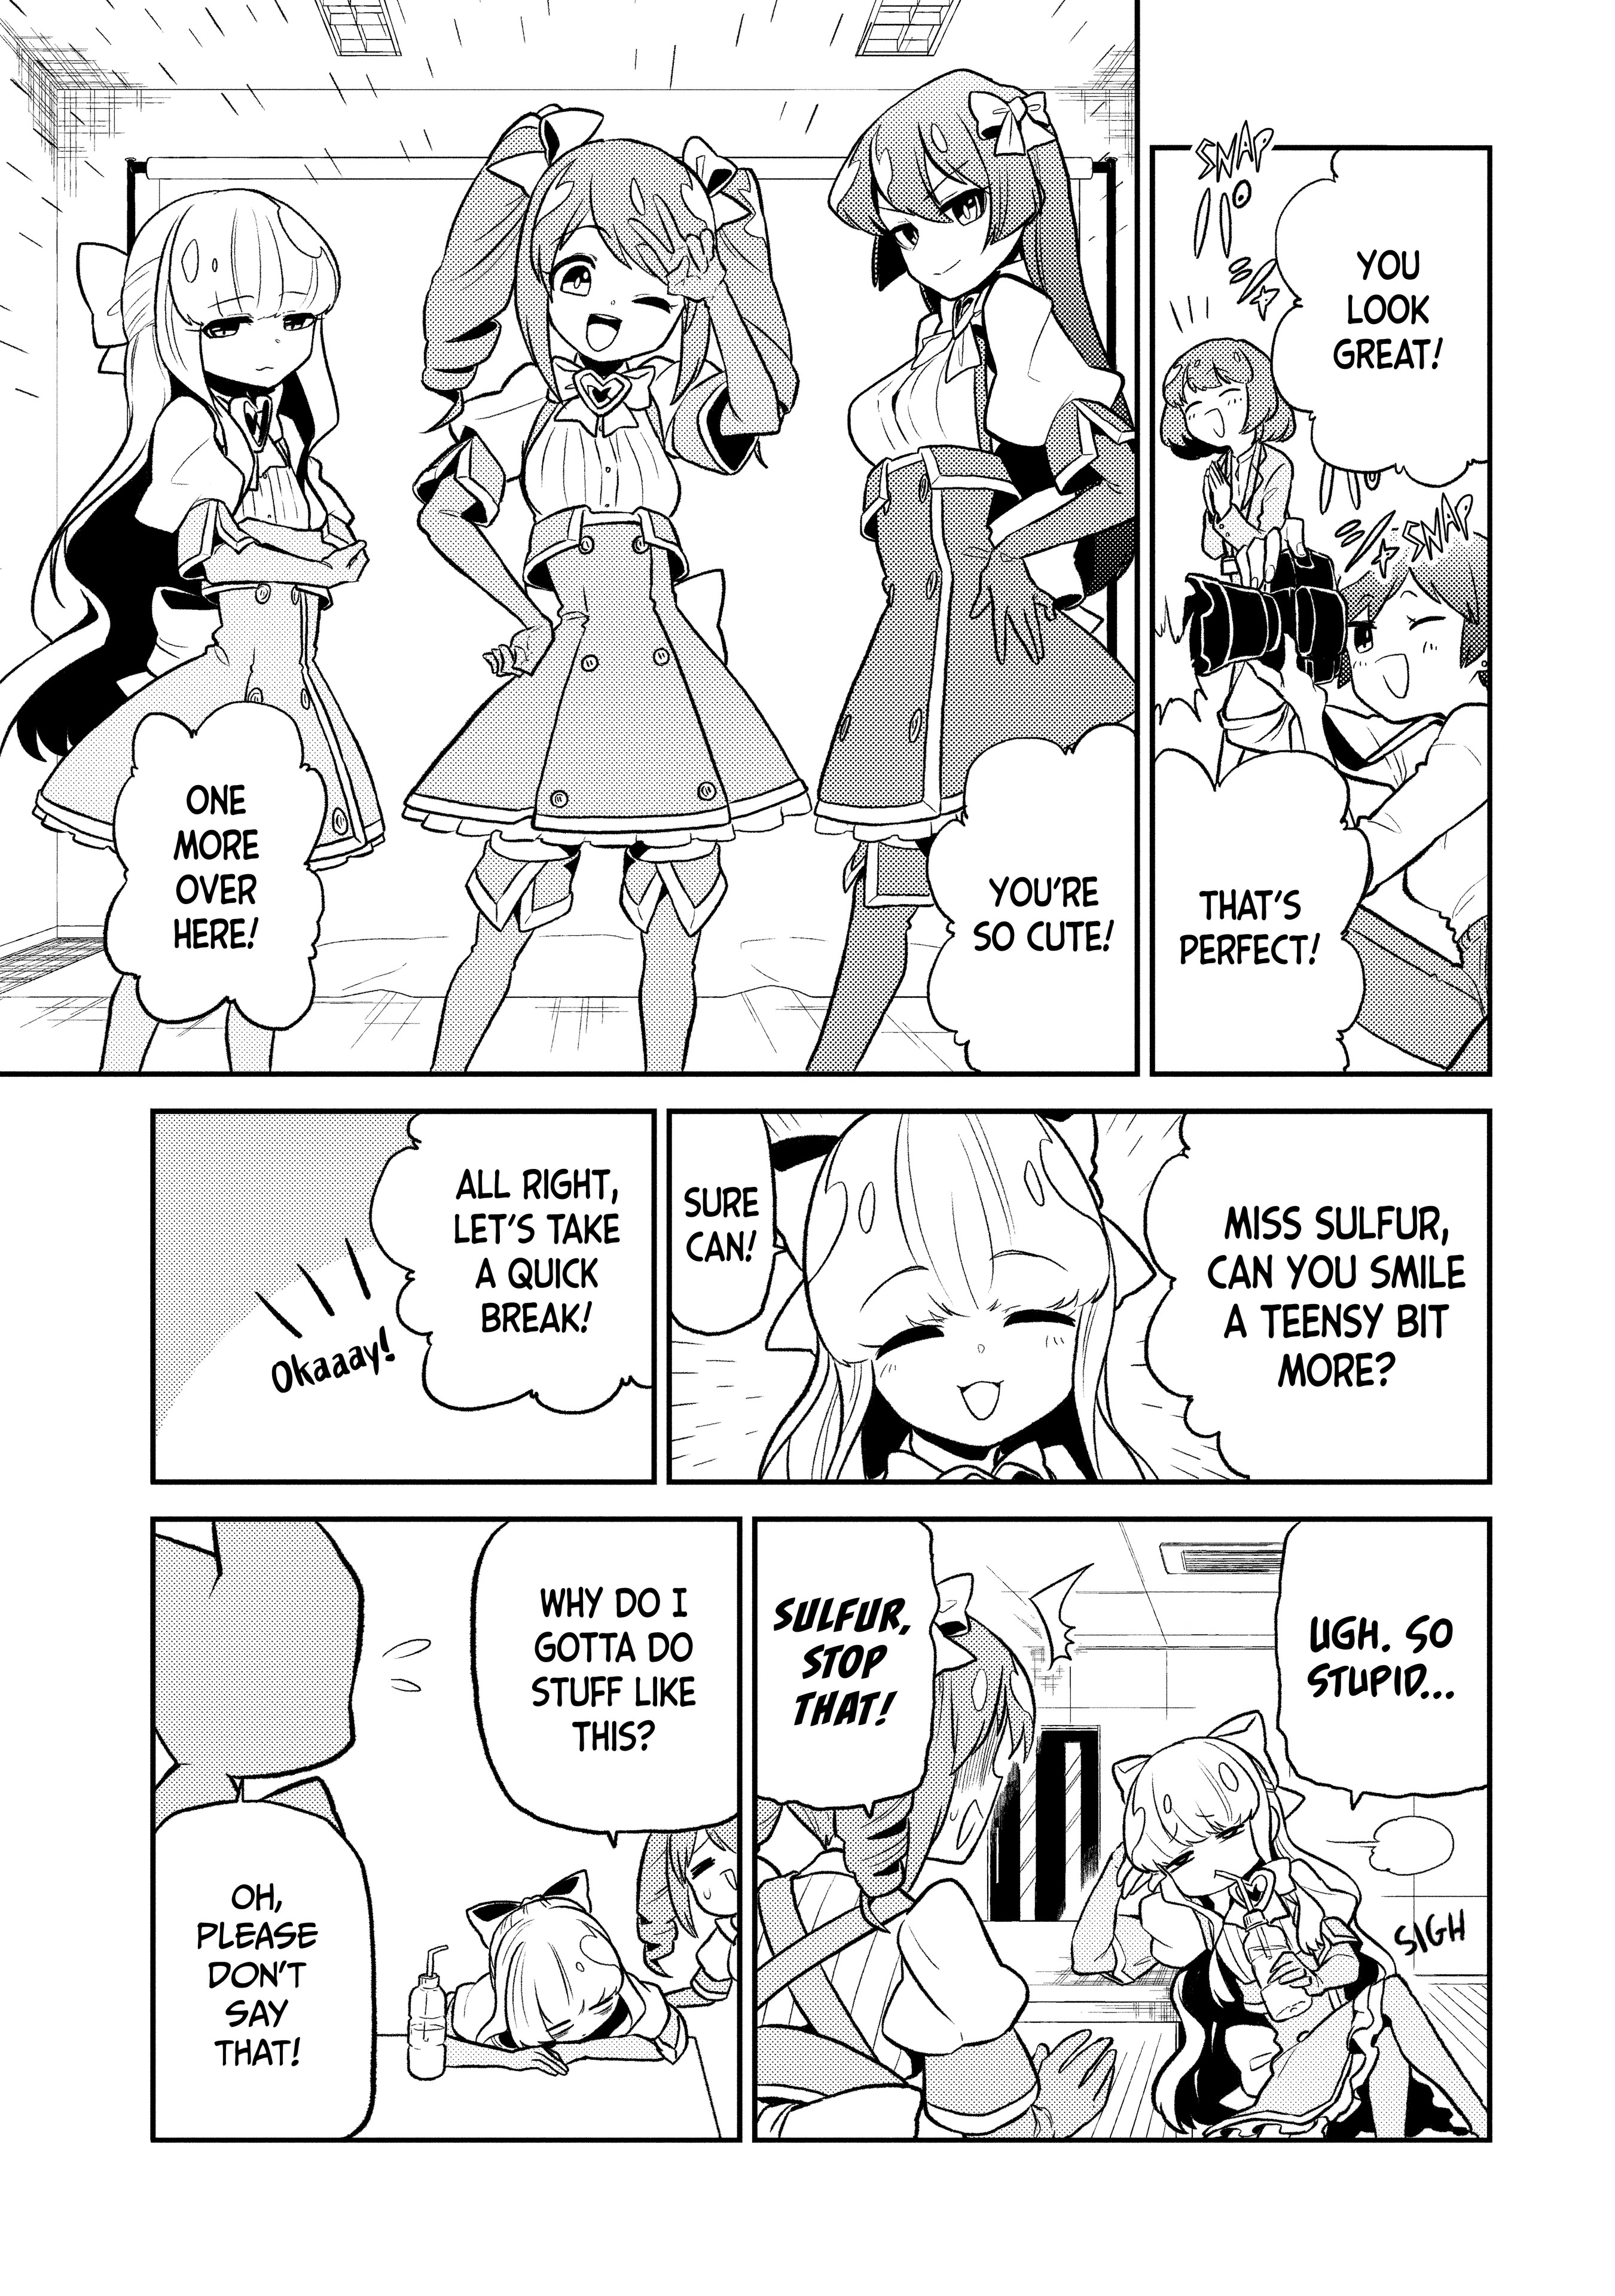 SNAP
YOU
LOOK
GREAT!
SNAP
THAT'S
PERFECT!
YOU'RE
SO CUTE!
ONE
MORE
OVER
HERE!
MISS SULFUR,
CAN YOU SMILE
A TEENSY BIT
MORE?
SURE
CAN!
ALL RIGHT,
LET'S TAKE
A QUICK
BREAK!
Okaaay!
UGH. SO
STUPID...
SIGH
SULFUR,
STOP
THAT!
WHY DO I
GOTTA DO
STUFF LIKE
THIS?
OH,
PLEASE
DON'T
SAY
THAT!